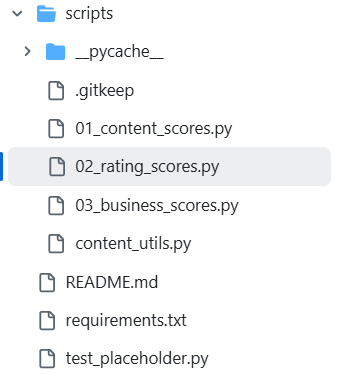 scripts
__pycache__
.gitkeep
01_content_scores.py
02_rating_scores.py
03_business_scores.py
content_utils.py
README.md
requirements.txt
test_placeholder.py